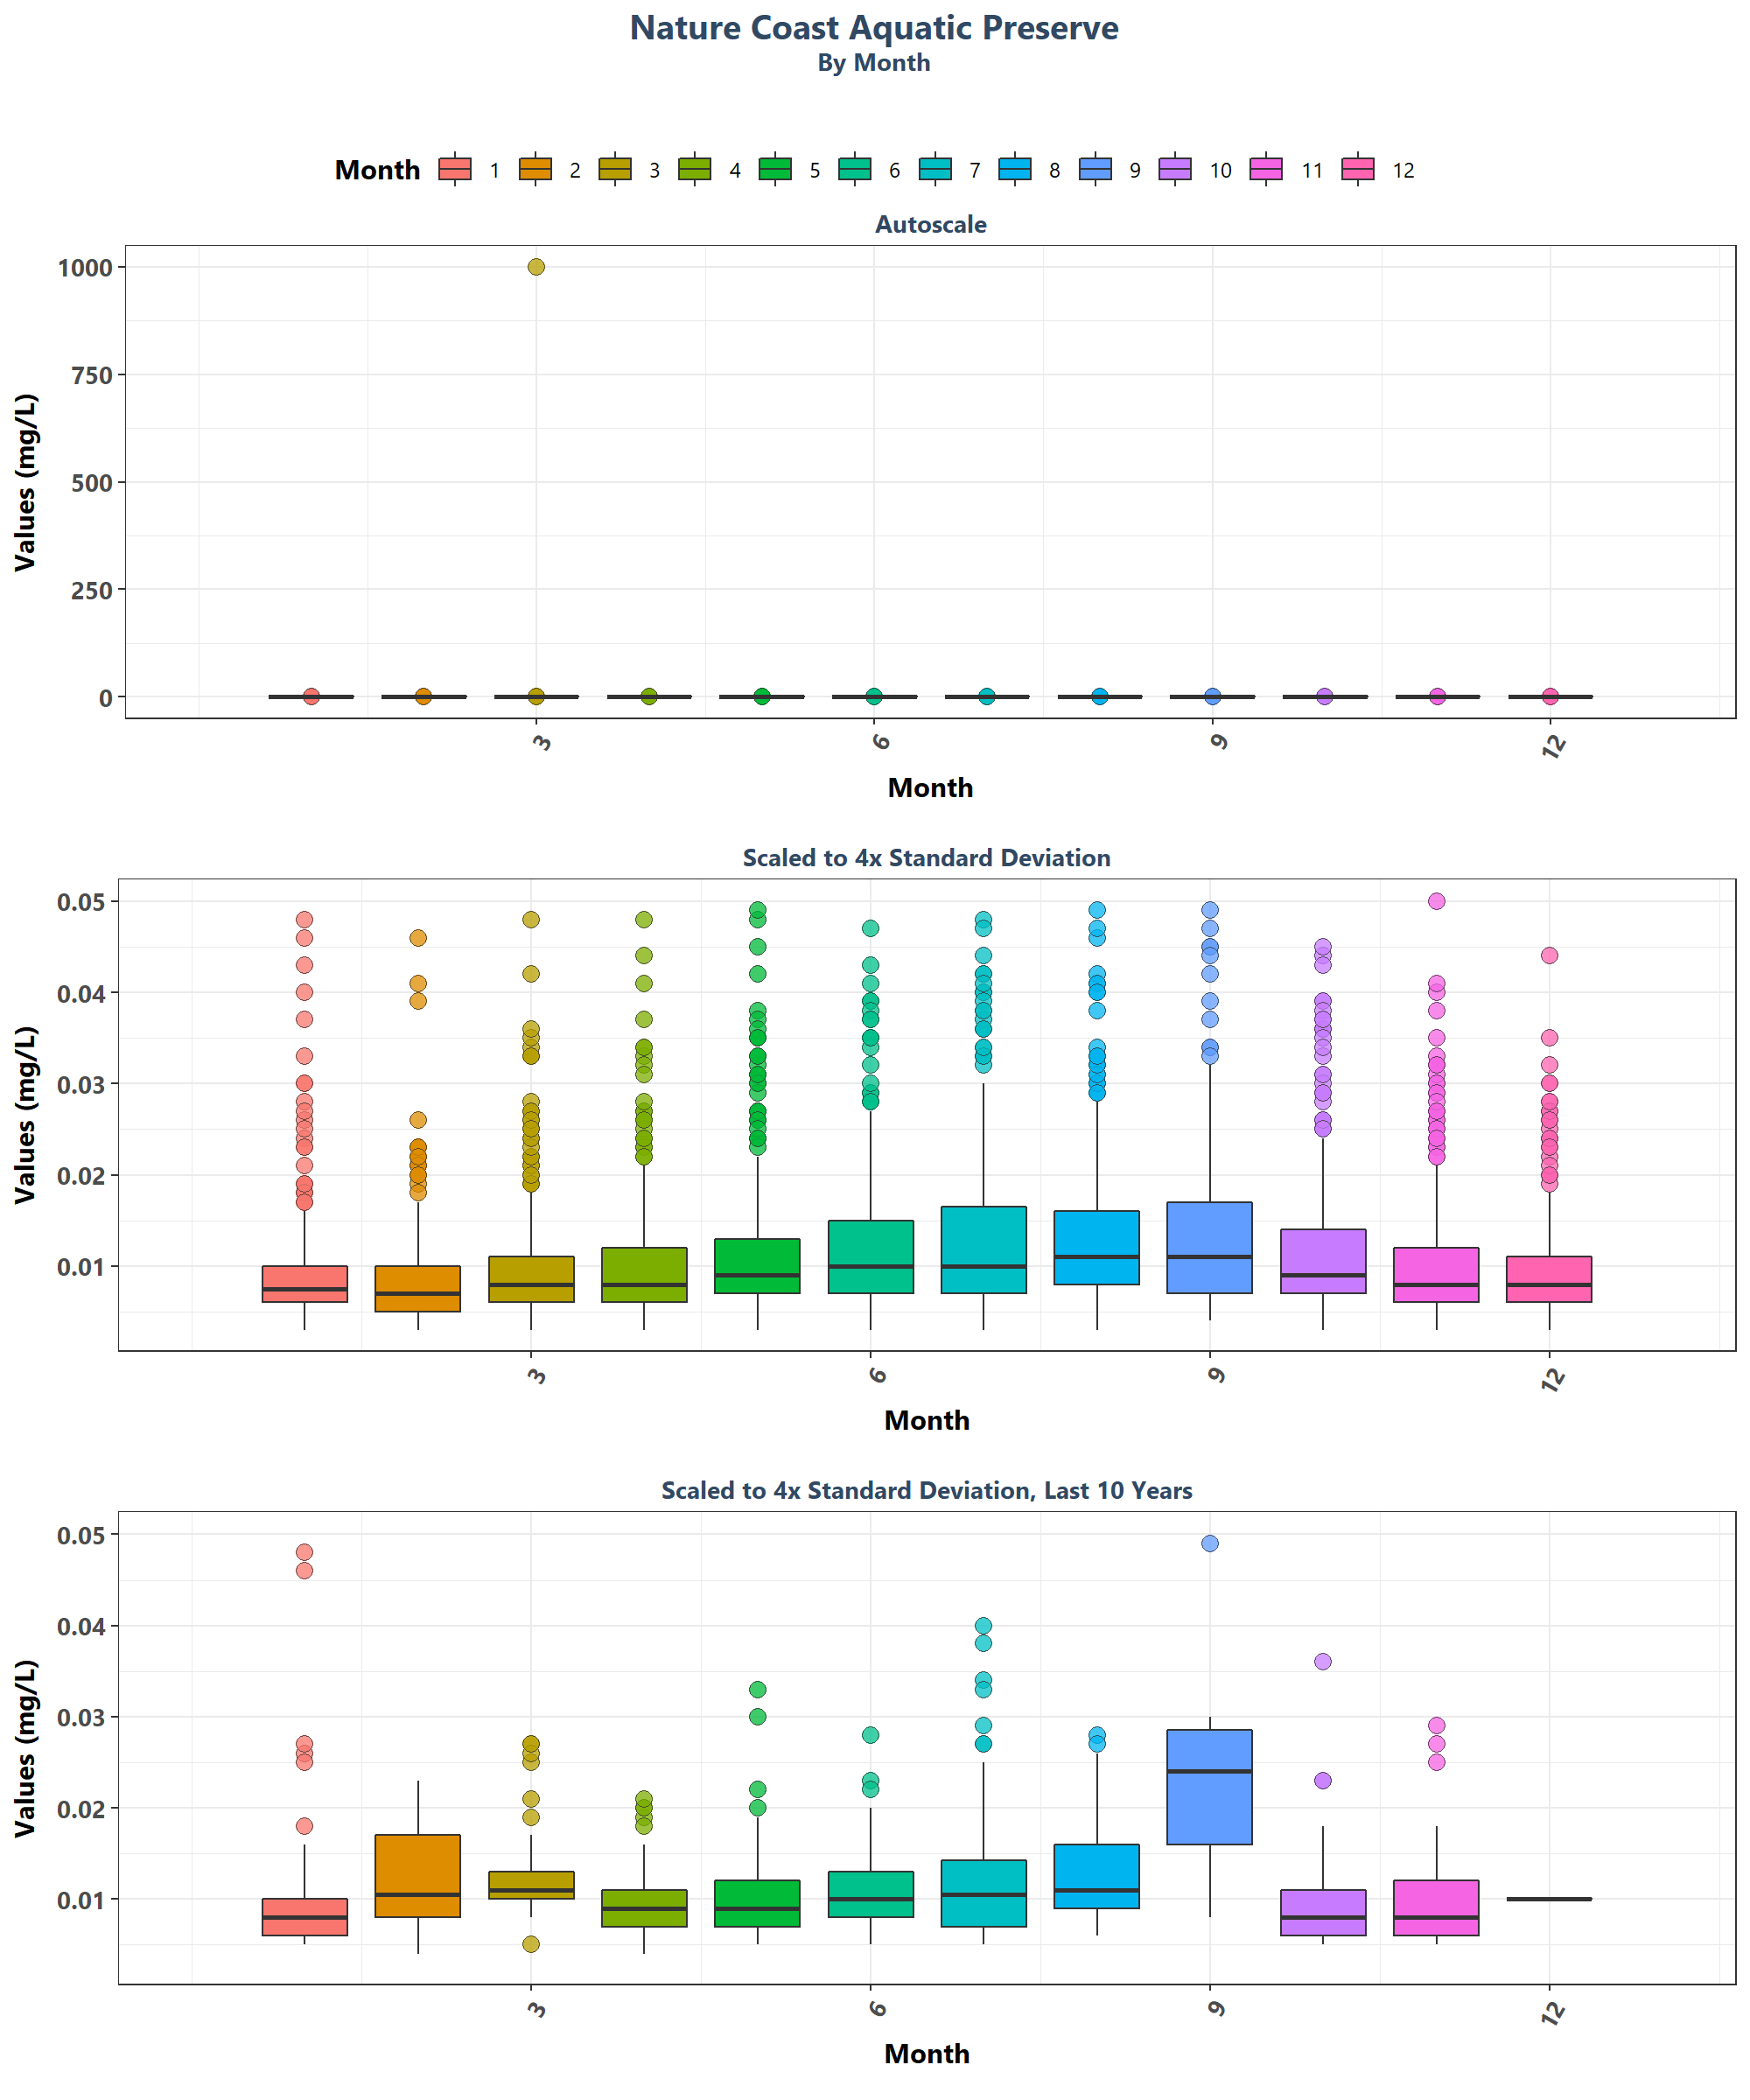 Nature Coast Aquatic Preserve
By Month
Month 1 2 3 4 5 6 7 8 9 10 11 12
Autoscale
Values (mg/L)
1000
750
500
250
0
3 6 9 12
Month
Scaled to 4x Standard Deviation
Values (mg/L)
0.05
0.04
0.03
0.02
0.01
3 6 9 12
Month
Scaled to 4x Standard Deviation, Last 10 Years
Values (mg/L)
0.05
0.04
0.03
0.02
0.01
3 6 9 12
Month